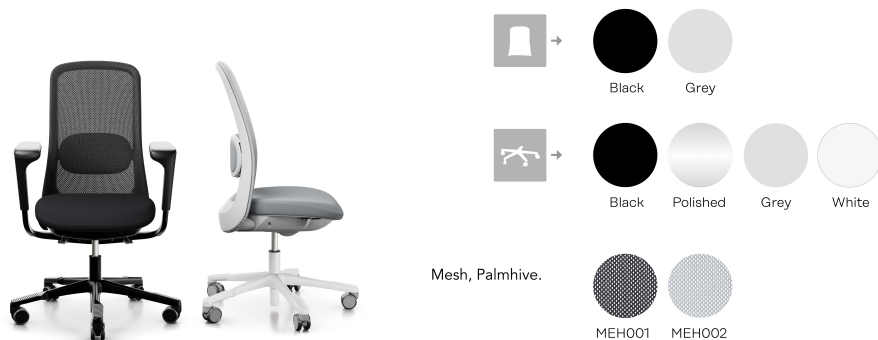 Black
Grey
Black
Polished
Grey
White
Mesh, Palmhive.
MEH001
MEH002